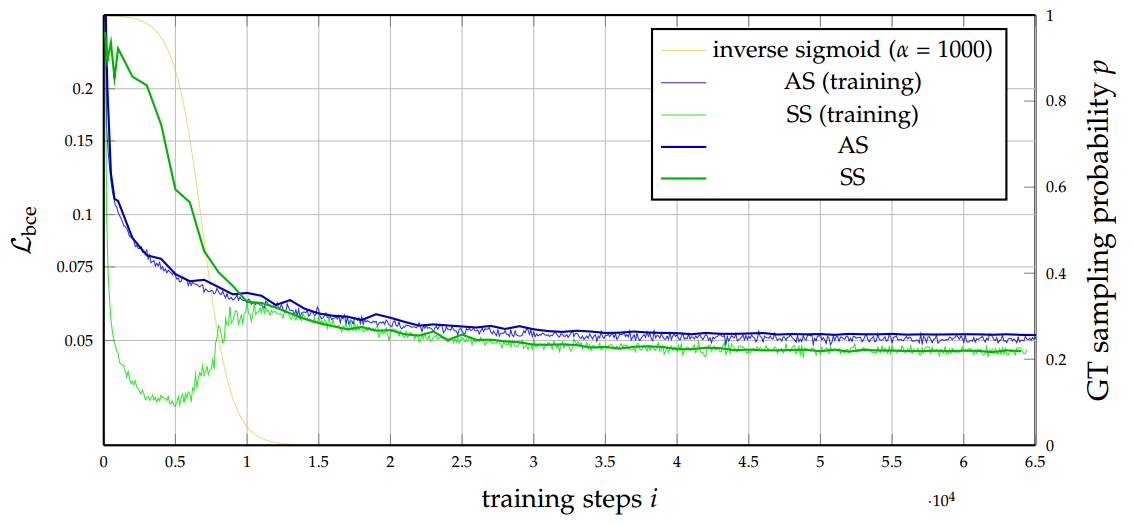 inverse sigmoid (α = 1000)
AS (training)
SS (training)
AS
SS
0.2
0.15
0.1
0.075
0.05
ℒbce
1
0.8
0.6
0.4
0.2
0
GT sampling probability p
0 0.5 1 1.5 2 2.5 3 3.5 4 4.5 5 5.5 6 6.5
training steps i
·10⁴